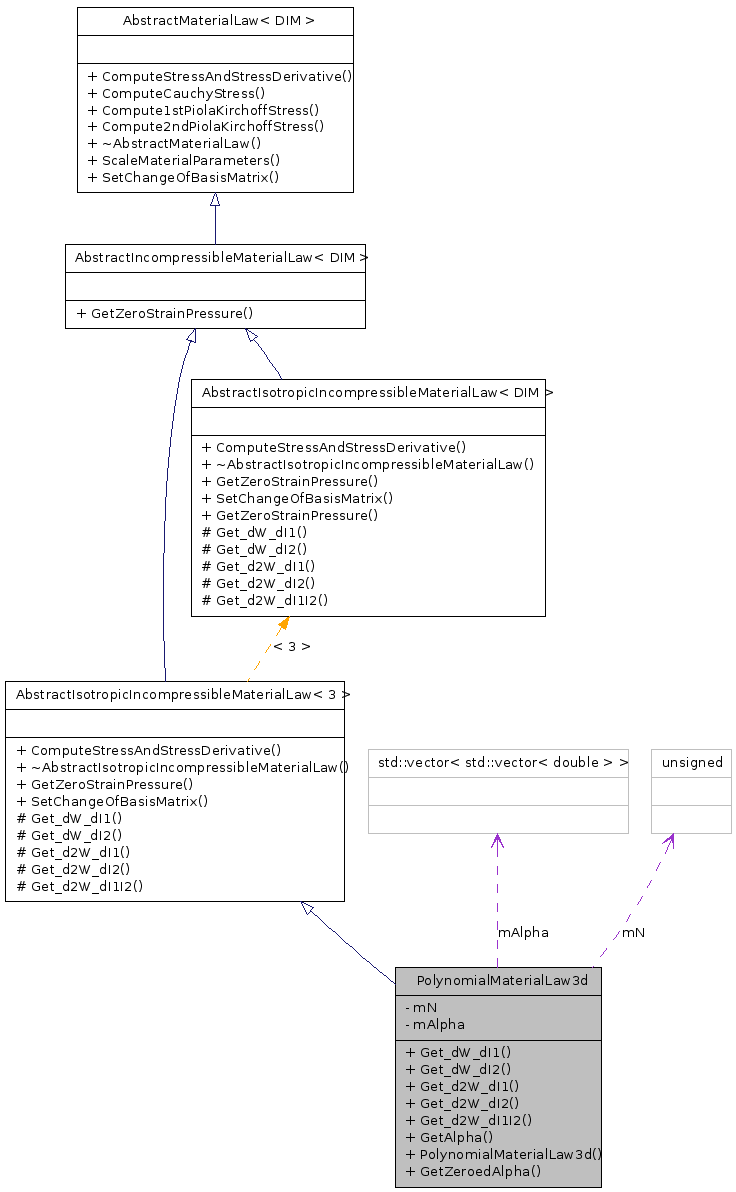 AbstractMaterialLaw< DIM >
+ ComputeStressAndStressDerivative()
+ ComputeCauchyStress()
+ Compute1stPiolaKirchoffStress()
+ Compute2ndPiolaKirchoffStress()
+ ~AbstractMaterialLaw()
+ ScaleMaterialParameters()
+ SetChangeOfBasisMatrix()
AbstractIncompressibleMaterialLaw< DIM >
+ GetZeroStrainPressure()
AbstractIsotropicIncompressibleMaterialLaw< DIM >
+ ComputeStressAndStressDerivative()
+ ~AbstractIsotropicIncompressibleMaterialLaw()
+ GetZeroStrainPressure()
+ SetChangeOfBasisMatrix()
+ GetZeroStrainPressure()
# Get_dW_dI1()
# Get_dW_dI2()
# Get_d2W_dI1()
# Get_d2W_dI2()
# Get_d2W_dI1I2()
< 3 >
AbstractIsotropicIncompressibleMaterialLaw< 3 >
+ ComputeStressAndStressDerivative()
+ ~AbstractIsotropicIncompressibleMaterialLaw()
+ GetZeroStrainPressure()
+ SetChangeOfBasisMatrix()
# Get_dW_dI1()
# Get_dW_dI2()
# Get_d2W_dI1()
# Get_d2W_dI2()
# Get_d2W_dI1I2()
std::vector< std::vector< double > >
unsigned
mAlpha
mN
PolynomialMaterialLaw3d
- mN
- mAlpha
+ Get_dW_dI1()
+ Get_dW_dI2()
+ Get_d2W_dI1()
+ Get_d2W_dI2()
+ Get_d2W_dI1I2()
+ GetAlpha()
+ PolynomialMaterialLaw3d()
+ GetZeroedAlpha()